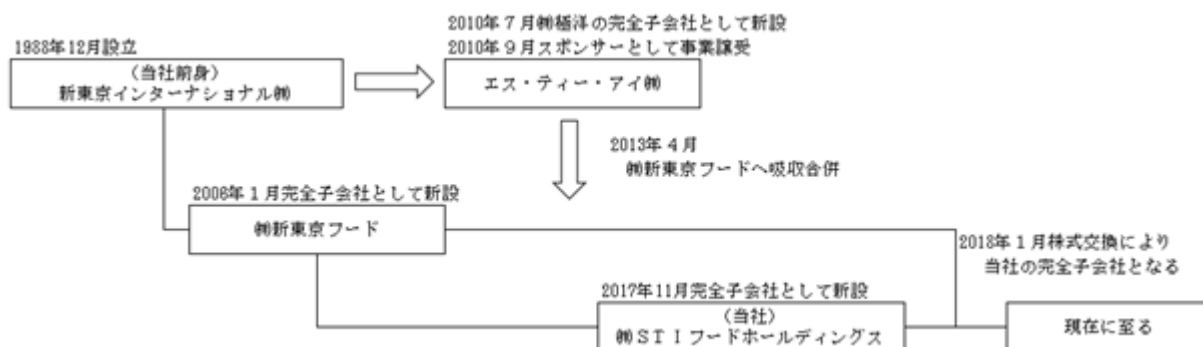 2010年7月㈱極洋の完全子会社として新設
1988年12月設立
2010年9月スポンサーとして事業譲受
（当社前身）
新東京インターナショナル㈱
エス・ティー・アイ㈱
2013年4月
㈱新東京フードへ吸収合併
2006年1月完全子会社として新設
㈱新東京フード
2018年1月株式交換により
当社の完全子会社となる
2017年11月完全子会社として新設
（当社）
㈱ＳＴＩフードホールディングス
現在に至る